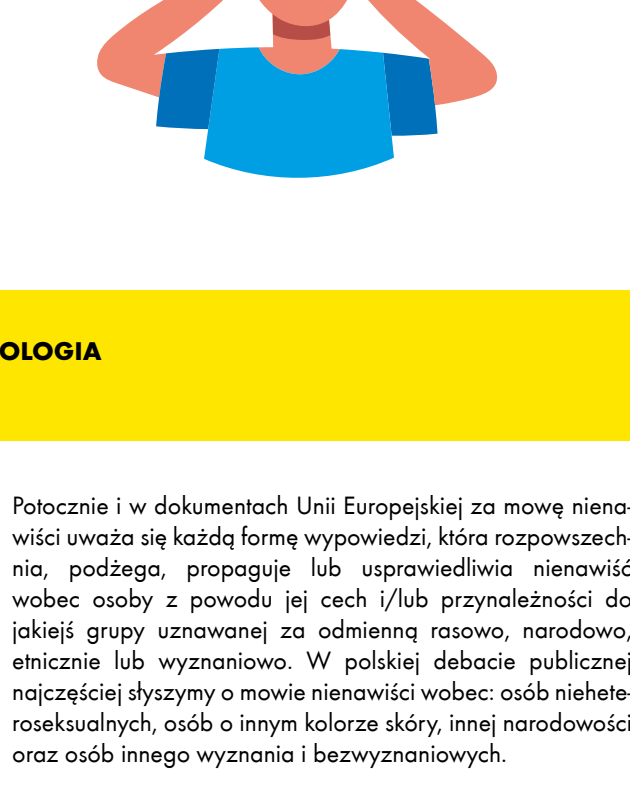 OLOGIA
Potocznie i w dokumentach Unii Europejskiej za mowę niena-
wiści uważa się każdą formę wypowiedzi, która rozpowszech-
nia, podżega, propaguje lub usprawiedliwia nienawiść
wobec osoby z powodu jej cech i/lub przynależności do
jakiejś grupy uznawanej za odmienną rasowo, narodowo,
etnicznie lub wyznaniowo. W polskiej debacie publicznej
najczęściej słyszymy o mowie nienawiści wobec: osób niehete-
roseksualnych, osób o innym kolorze skóry, innej narodowości
oraz osób innego wyznania i bezwyznaniowych.